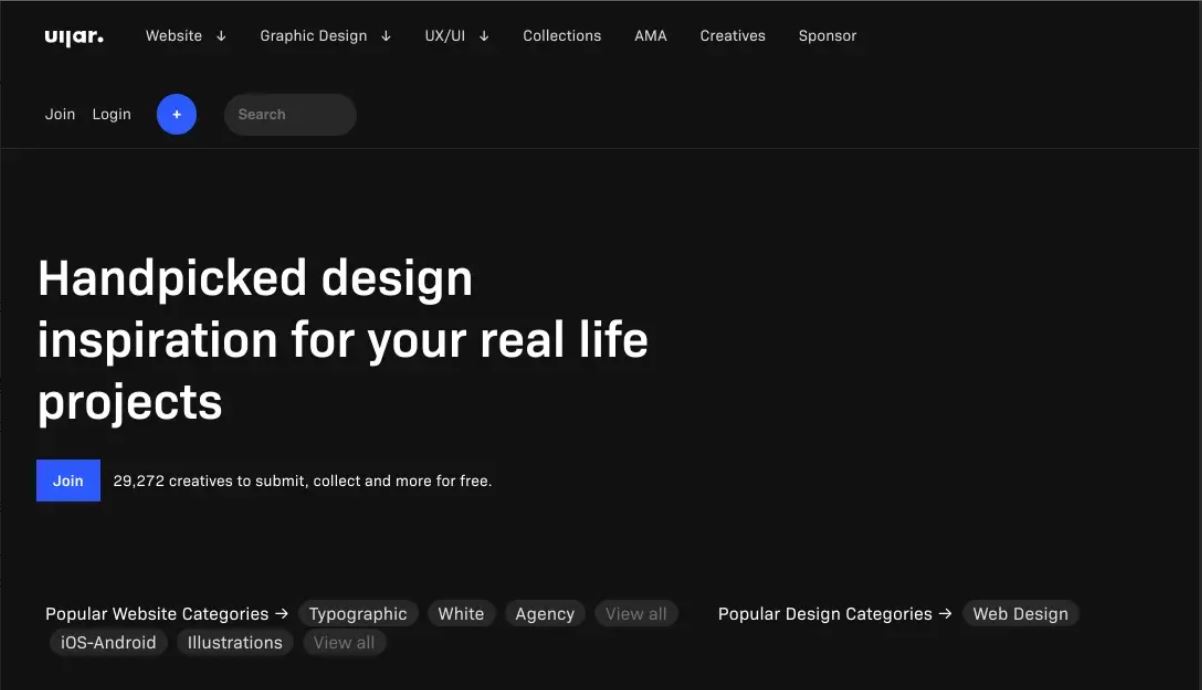 uijar.
Website ↓ Graphic Design ↓ UX/UI ↓ Collections AMA Creatives Sponsor
Join Login + Search
Handpicked design
inspiration for your real life
projects
Join 29,272 creatives to submit, collect and more for free.
Popular Website Categories → Typographic White Agency View all Popular Design Categories → Web Design
iOS-Android Illustrations View all